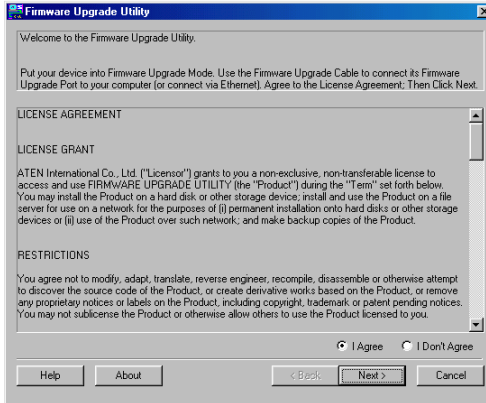 Firmware Upgrade Utility
Welcome to the Firmware Upgrade Utility.
Put your device into Firmware Upgrade Mode. Use the Firmware Upgrade Cable to connect its Firmware
Upgrade Port to your computer (or connect via Ethernet). Agree to the License Agreement; Then Click Next.
LICENSE AGREEMENT
LICENSE GRANT
ATEN International Co., Ltd. ("Licensor") grants to you a non-exclusive, non-transferable license to
access and use FIRMWARE UPGRADE UTILITY (the "Product") during the "Term" set forth below.
You may install the Product on a hard disk or other storage device; install and use the Product on a file
server for use on a network for the purposes of (i) permanent installation onto hard disks or other storage
devices or (ii) use of the Product over such network; and make backup copies of the Product.
RESTRICTIONS
You agree not to modify, adapt, translate, reverse engineer, recompile, disassemble or otherwise attempt
to discover the source code of the Product, or create derivative works based on the Product, or remove
any proprietary notices or labels on the Product, including copyright, trademark or patent pending notices.
You may not sublicense the Product or otherwise allow others to use the Product licensed to you.
I Agree I Don't Agree
Help About < Back Next > Cancel